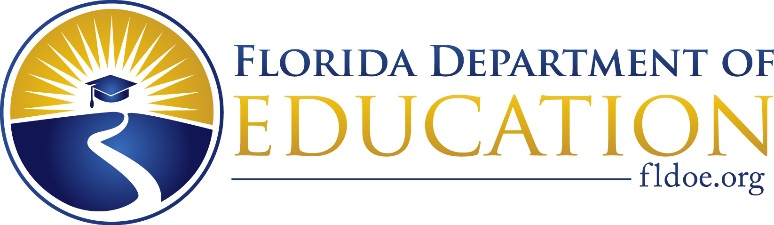 FLORIDA DEPARTMENT OF
EDUCATION
fldoe.org